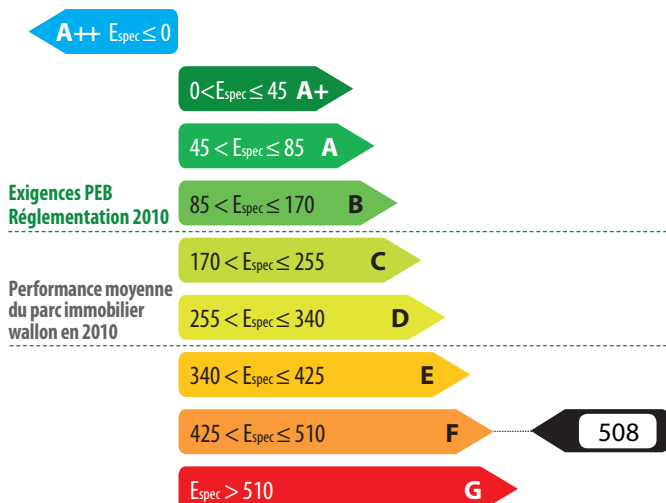 A++ Espec ≤ 0
0<Espec ≤ 45 A+
45 < Espec ≤ 85 A
Exigences PEB
Réglementation 2010
85 < Espec ≤ 170 B
170 < Espec ≤ 255 C
Performance moyenne
du parc immobilier
wallon en 2010
255 < Espec ≤ 340 D
340 < Espec ≤ 425 E
425 < Espec ≤ 510 F
508
Espec > 510 G